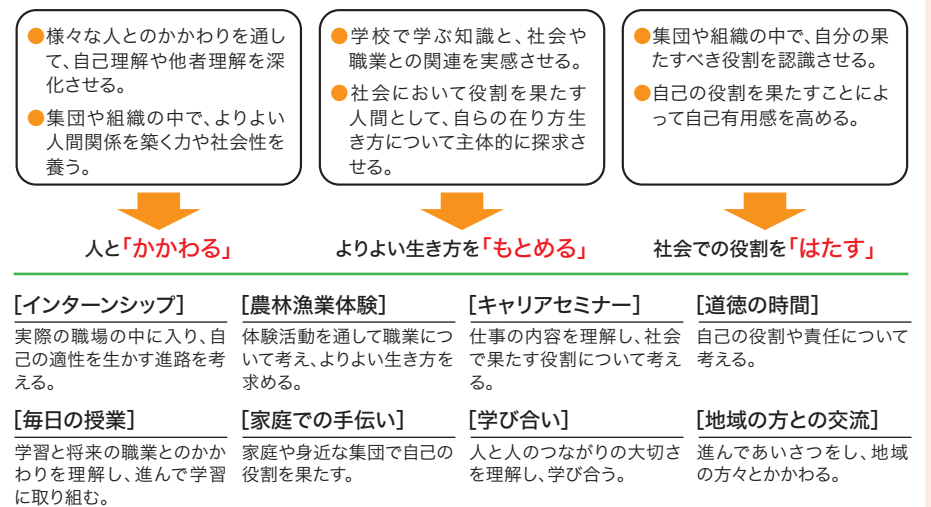 ●様々な人とのかかわりを通し
て、自己理解や他者理解を深
化させる。
●集団や組織の中で、よりよい
人間関係を築く力や社会性を
養う。
●学校で学ぶ知識と、社会や
職業との関連を実感させる。
●社会において役割を果たす
人間として、自らの在り方生
き方について主体的に探求さ
せる。
●集団や組織の中で、自分の果
たすべき役割を認識させる。
●自己の役割を果たすことによ
って自己有用感を高める。
人と「かかわる」
よりよい生き方を「もとめる」
社会での役割を「はたす」
[インターンシップ]
実際の職場の中に入り、自
己の適性を生かす進路を考
える。
[農林漁業体験]
体験活動を通して職業につ
いて考え、よりよい生き方を
求める。
[キャリアセミナー]
仕事の内容を理解し、社会
で果たす役割について考え
る。
[道徳の時間]
自己の役割や責任について
考える。
[毎日の授業]
学習と将来の職業とのかか
わりを理解し、進んで学習
に取り組む。
[家庭での手伝い]
家庭や身近な集団で自己の
役割を果たす。
[学び合い]
人と人のつながりの大切さ
を理解し、学び合う。
[地域の方との交流]
進んであいさつをし、地域
の方々とかかわる。